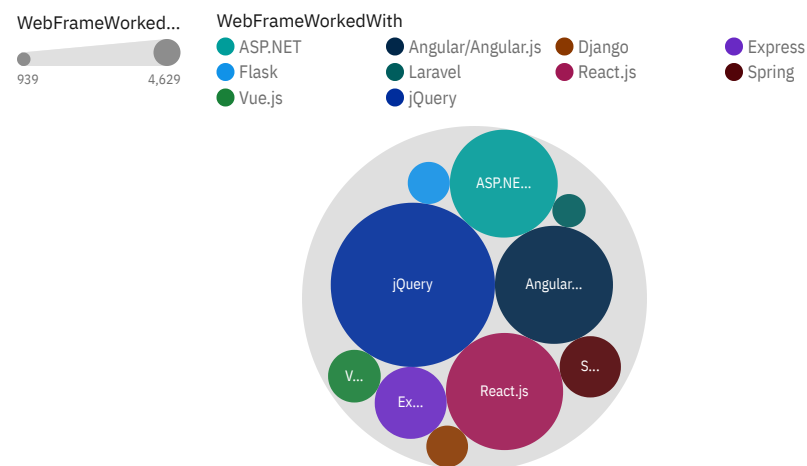 WebFrameWorked...
939
4,629
WebFrameWorkedWith
ASP.NET
Angular/Angular.js
Django
Express
Flask
Laravel
React.js
Spring
Vue.js
jQuery
ASP.NE...
jQuery
Angular...
V...
Ex...
React.js
S...